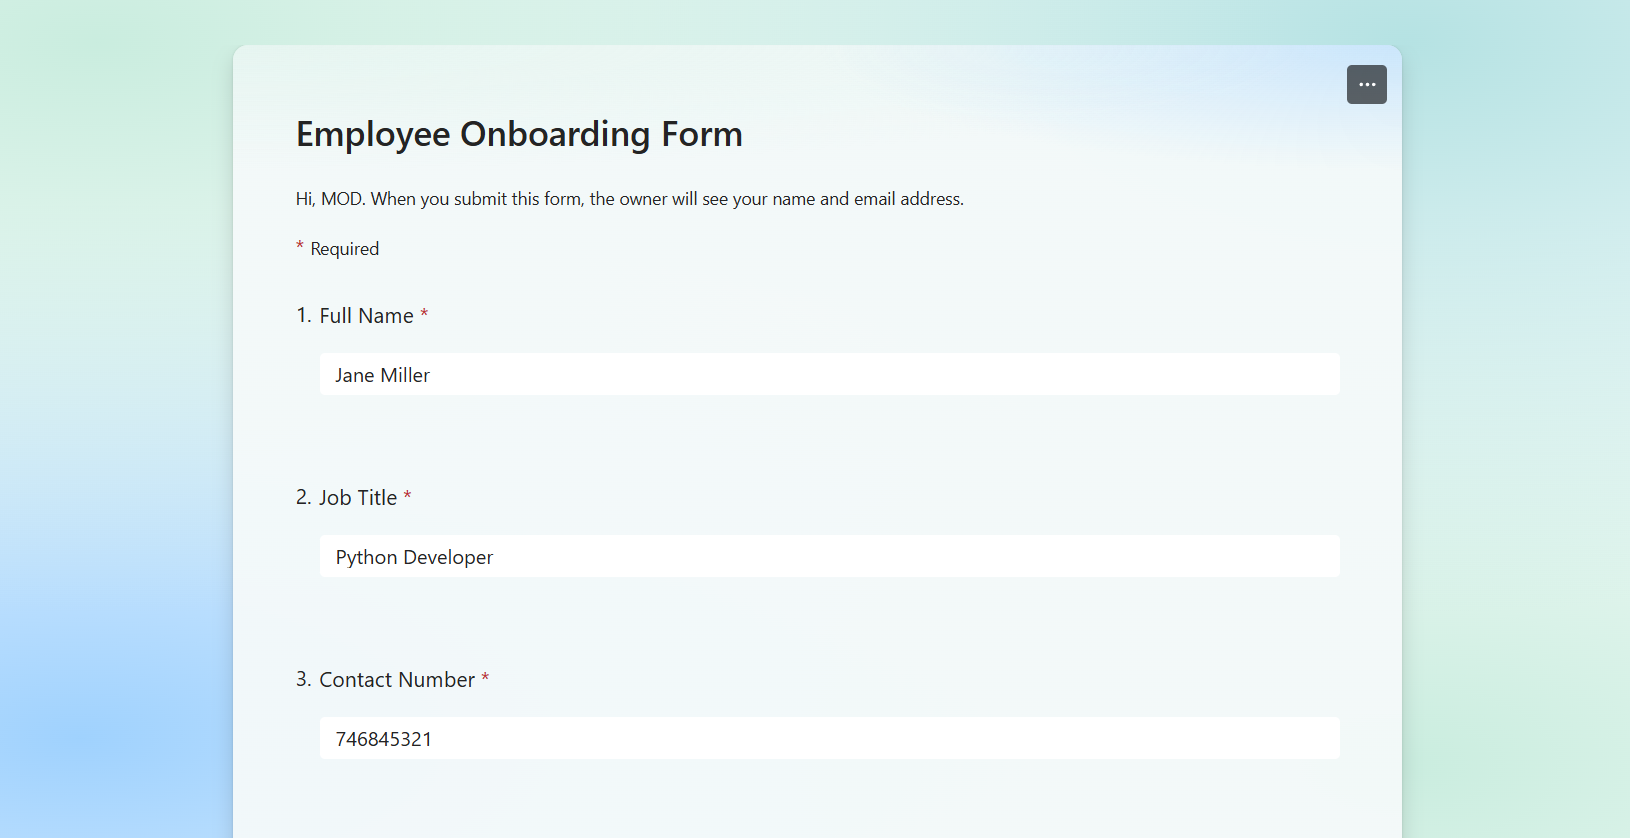 Employee Onboarding Form
Hi, MOD. When you submit this form, the owner will see your name and email address.
* Required
1. Full Name *
Jane Miller
2. Job Title *
Python Developer
3. Contact Number *
746845321